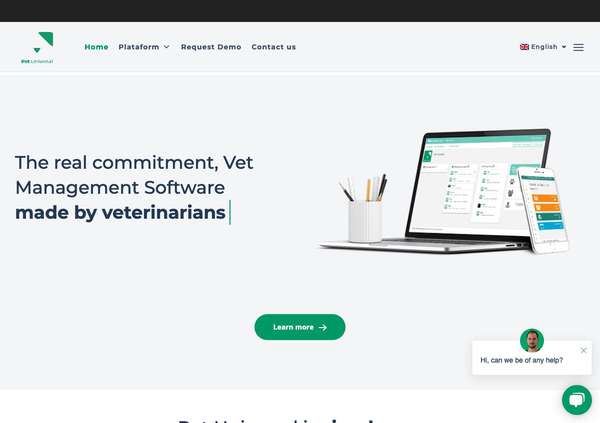 Pet universal
Home Plataform Request Demo Contact us
English
The real commitment, Vet
Management Software
made by veterinarians
Learn more
Hi, can we be of any help?